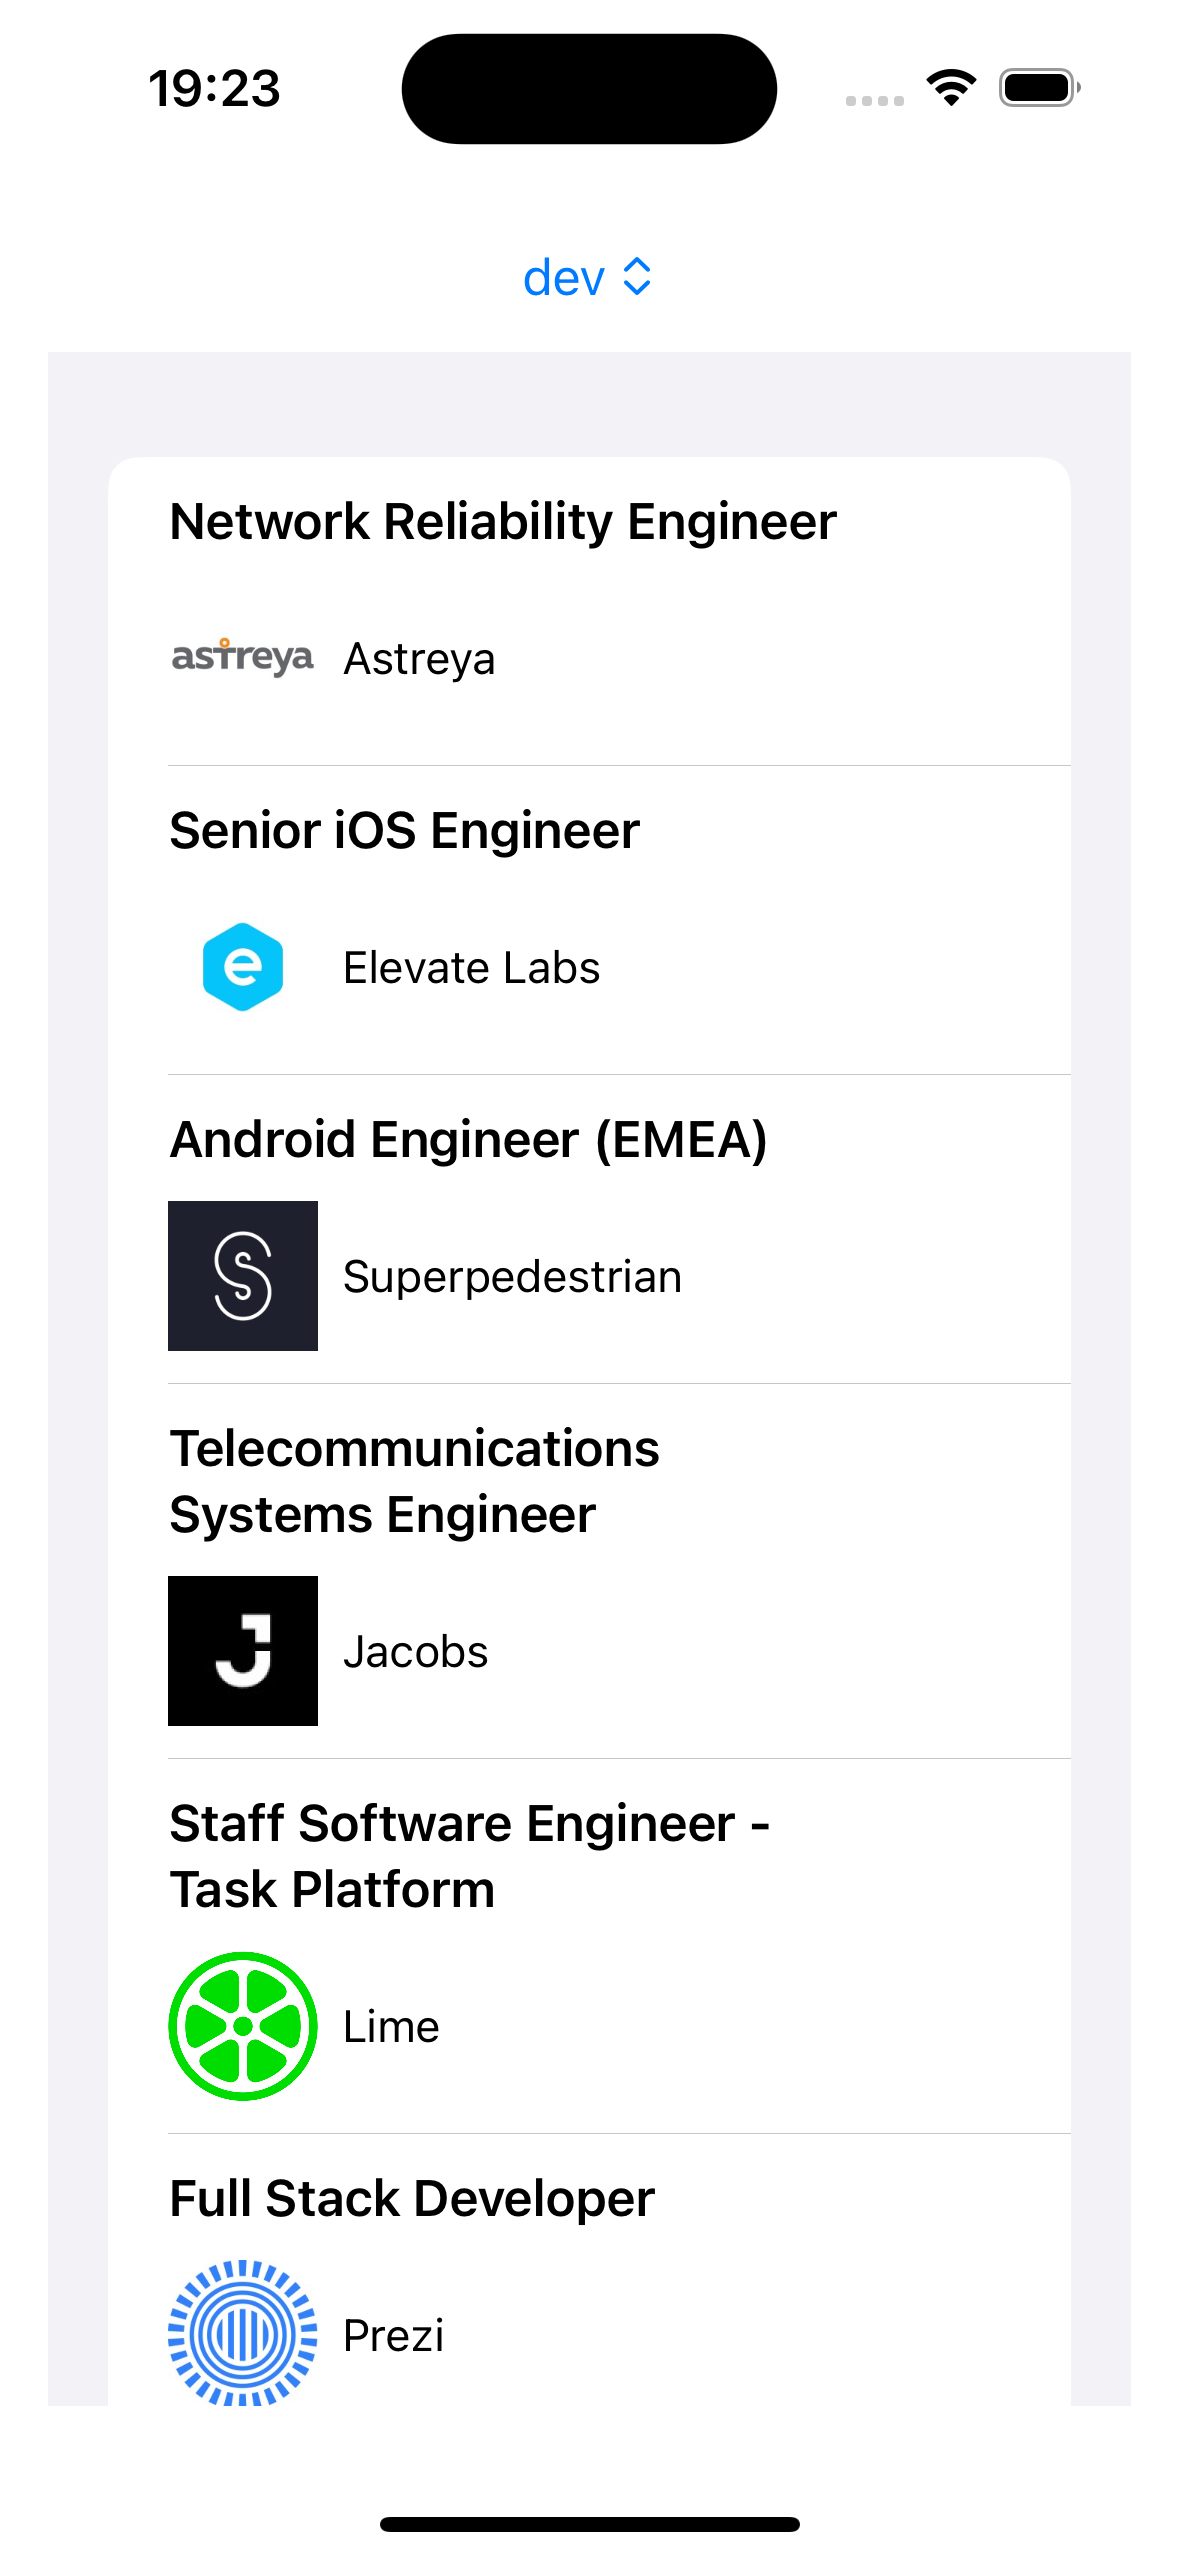 19:23
dev
Network Reliability Engineer
astreya Astreya
Senior iOS Engineer
e Elevate Labs
Android Engineer (EMEA)
S Superpedestrian
Telecommunications
Systems Engineer
J Jacobs
Staff Software Engineer -
Task Platform
Lime
Full Stack Developer
Prezi